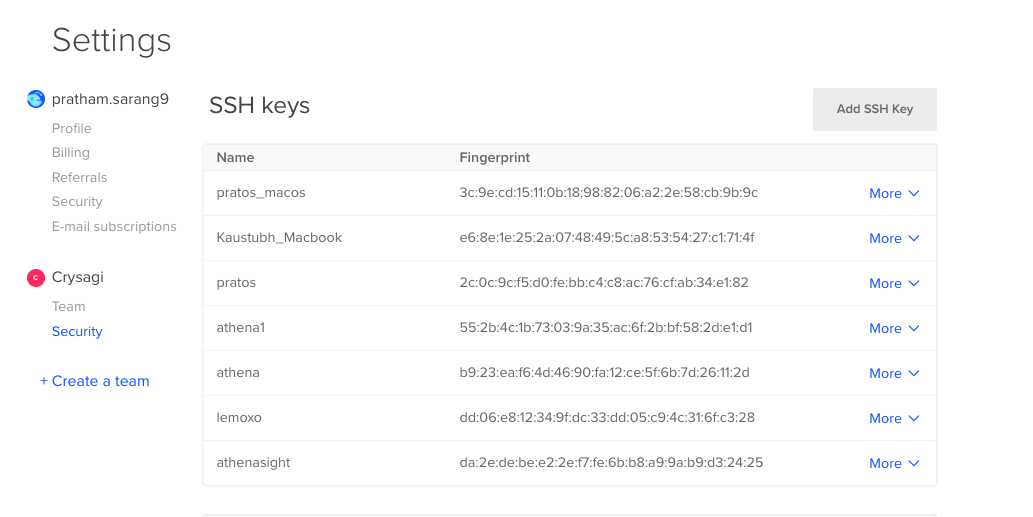 Settings
pratham.sarang9
Profile
Billing
Referrals
Security
E-mail subscriptions
C Crysagi
Team
Security
+ Create a team
SSH keys
Add SSH Key
Name Fingerprint
pratos_macos 3c:9e:cd:15:11:0b:18:98:82:06:a2:2e:58:cb:9b:9c More
Kaustubh_Macbook e6:8e:1e:25:2a:07:48:49:5c:a8:53:54:27:c1:71:4f More
pratos 2c:0c:9c:f5:d0:fe:bb:c4:c8:ac:76:cf:ab:34:e1:82 More
athena1 55:2b:4c:1b:73:03:9a:35:ac:6f:2b:bf:58:2d:e1:d1 More
athena b9:23:ea:f6:4d:46:90:fa:12:ce:5f:6b:7d:26:11:2d More
lemoxo dd:06:e8:12:34:9f:dc:33:dd:05:c9:4c:31:6f:c3:28 More
athenasight da:2e:de:be:e2:2e:f7:fe:6b:b8:a9:9a:b9:d3:24:25 More